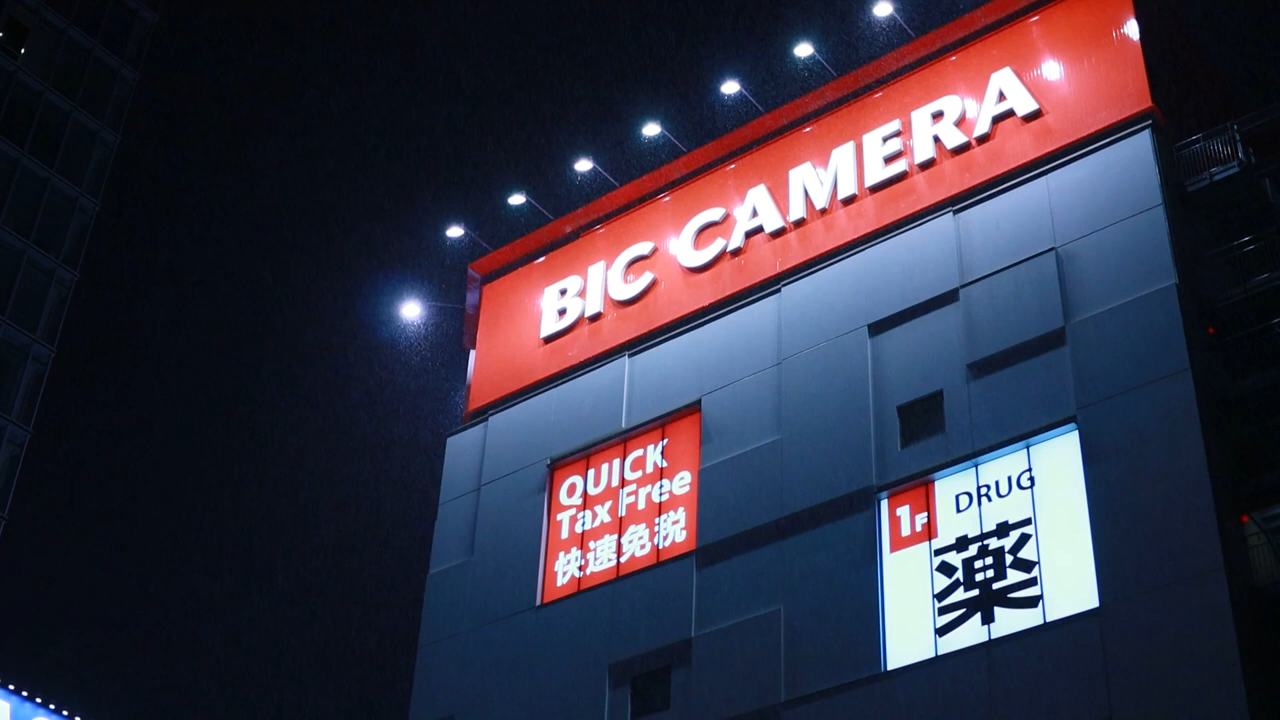 BIC CAMERA
QUICK
Tax Free
快速免税
1F
DRUG
薬